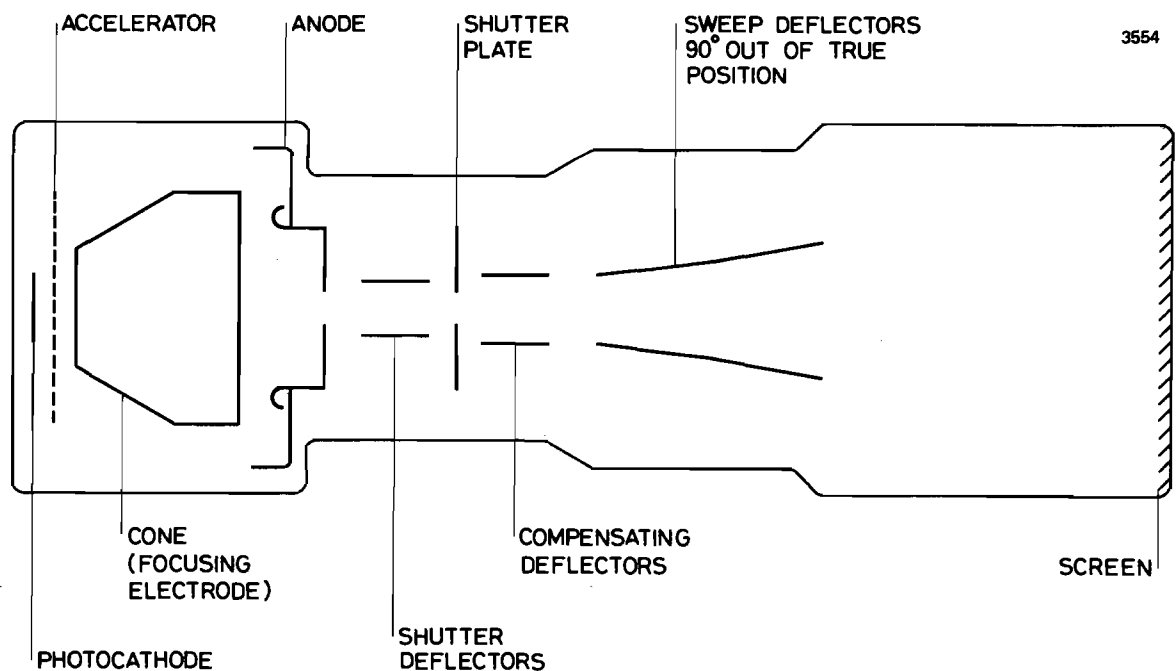 ACCELERATOR
ANODE
SHUTTER
PLATE
SWEEP DEFLECTORS
90° OUT OF TRUE
POSITION
3554
CONE
(FOCUSING
ELECTRODE)
COMPENSATING
DEFLECTORS
SCREEN
PHOTOCATHODE
SHUTTER
DEFLECTORS